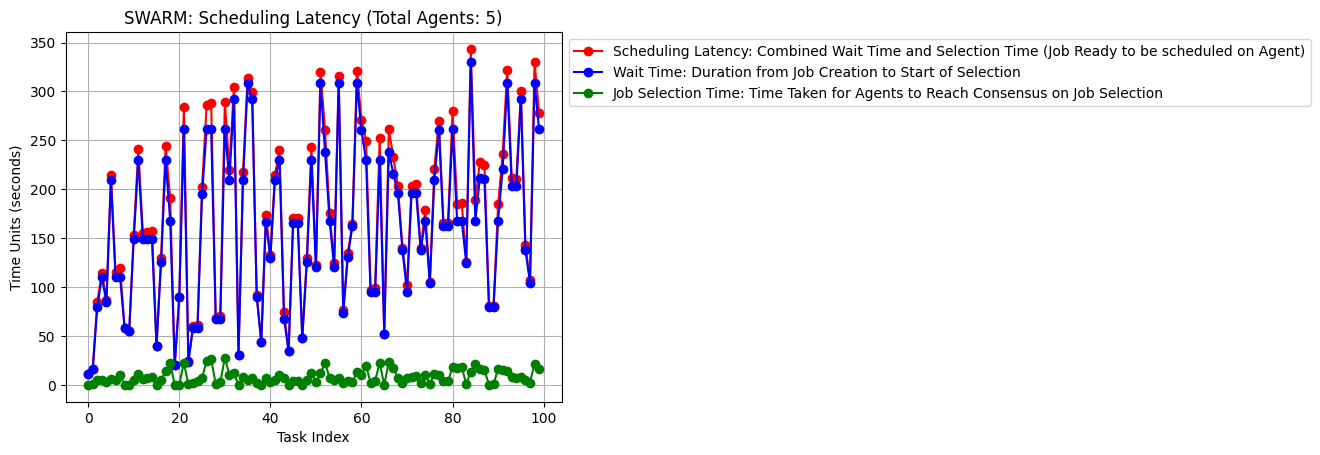 SWARM: Scheduling Latency (Total Agents: 5)
Scheduling Latency: Combined Wait Time and Selection Time (Job Ready to be scheduled on Agent)
Wait Time: Duration from Job Creation to Start of Selection
Job Selection Time: Time Taken for Agents to Reach Consensus on Job Selection
Time Units (seconds)
350
300
250
200
150
100
50
0
0 20 40 60 80 100
Task Index